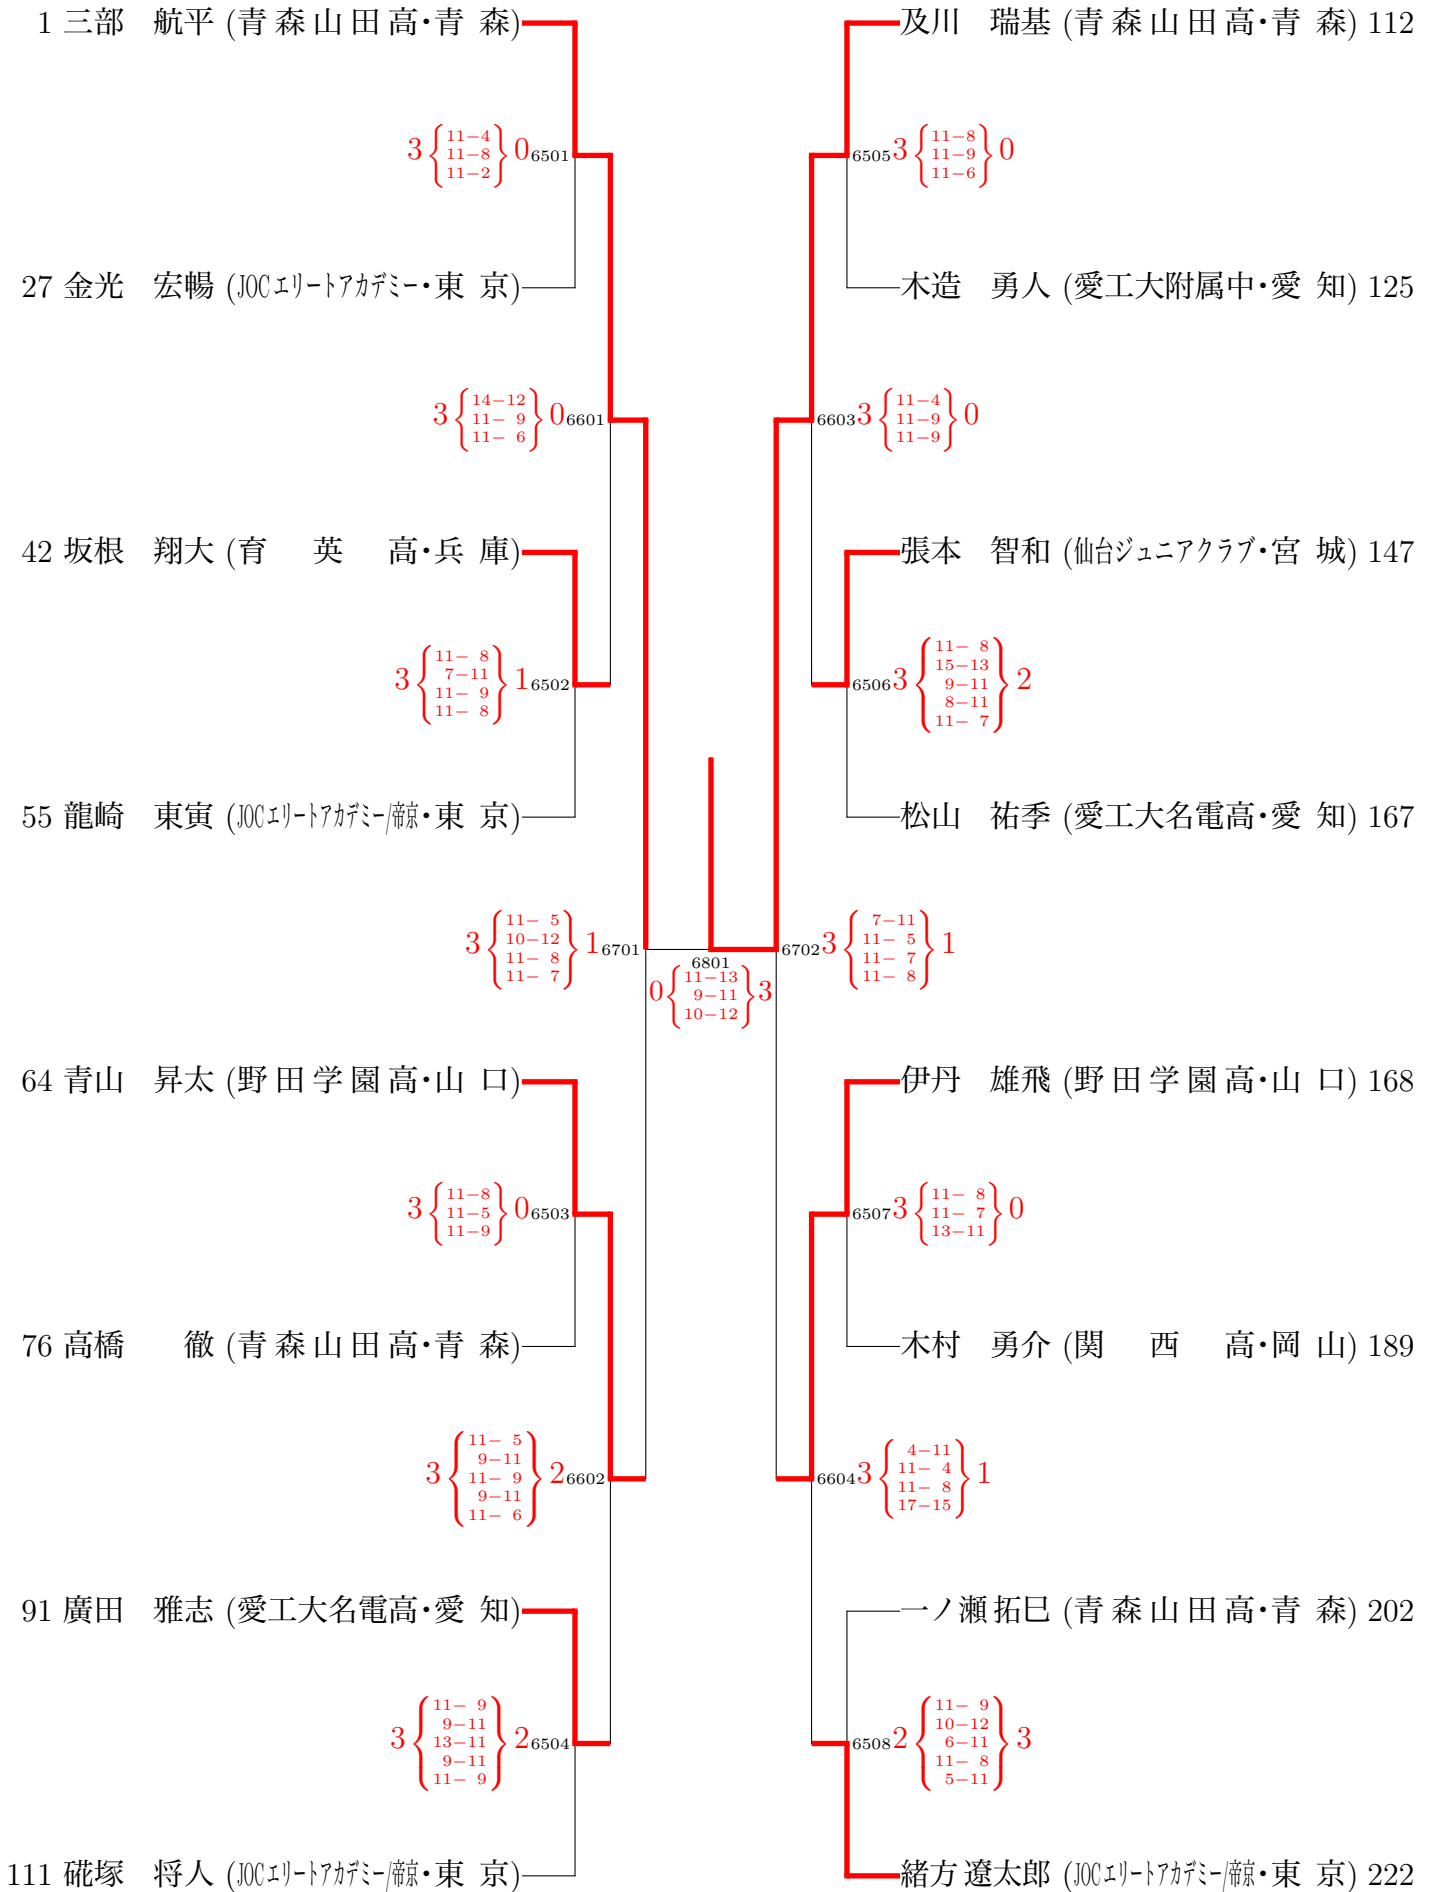 1 三部 航平 (青森山田高・青 森)
及川 瑞基 (青森山田高・青 森) 112
3 11-4 11-8 11-2 0 6501
6505 3 11-8 11-9 11-6 0
27 金光 宏暢 (JOCエリートアカデミー・東 京)
木造 勇人 (愛工大附属中・愛 知) 125
3 14-12 11- 9 11- 6 0 6601
6603 3 11-4 11-9 11-9 0
42 坂根 翔大 (育 英 高・兵 庫)
張本 智和 (仙台ジュニアクラブ・宮 城) 147
3 11- 8 7-11 11- 9 11- 8 1 6502
6506 3 11- 8 15-13 9-11 8-11 11- 7 2
55 龍崎 東寅 (JOCエリートアカデミー/帝京・東 京)
松山 祐季 (愛工大名電高・愛 知) 167
3 11- 5 10-12 11- 8 11- 7 1 6701
6702 3 7-11 11- 5 11- 7 11- 8 1
6801
0 11-13 9-11 10-12 3
64 青山 昇太 (野田学園高・山 口)
伊丹 雄飛 (野田学園高・山 口) 168
3 11-8 11-5 11-9 0 6503
6507 3 11- 8 11- 7 13-11 0
76 高橋 徹 (青森山田高・青 森)
木村 勇介 (関 西 高・岡 山) 189
3 11- 5 9-11 11- 9 9-11 11- 6 2 6602
6604 3 4-11 11- 4 11- 8 17-15 1
91 廣田 雅志 (愛工大名電高・愛 知)
一ノ瀬拓巳 (青森山田高・青 森) 202
3 11- 9 9-11 13-11 9-11 11- 9 2 6504
6508 2 11- 9 10-12 6-11 11- 8 5-11 3
111 硴塚 将人 (JOCエリートアカデミー/帝京・東 京)
緒方遼太郎 (JOCエリートアカデミー/帝京・東 京) 222